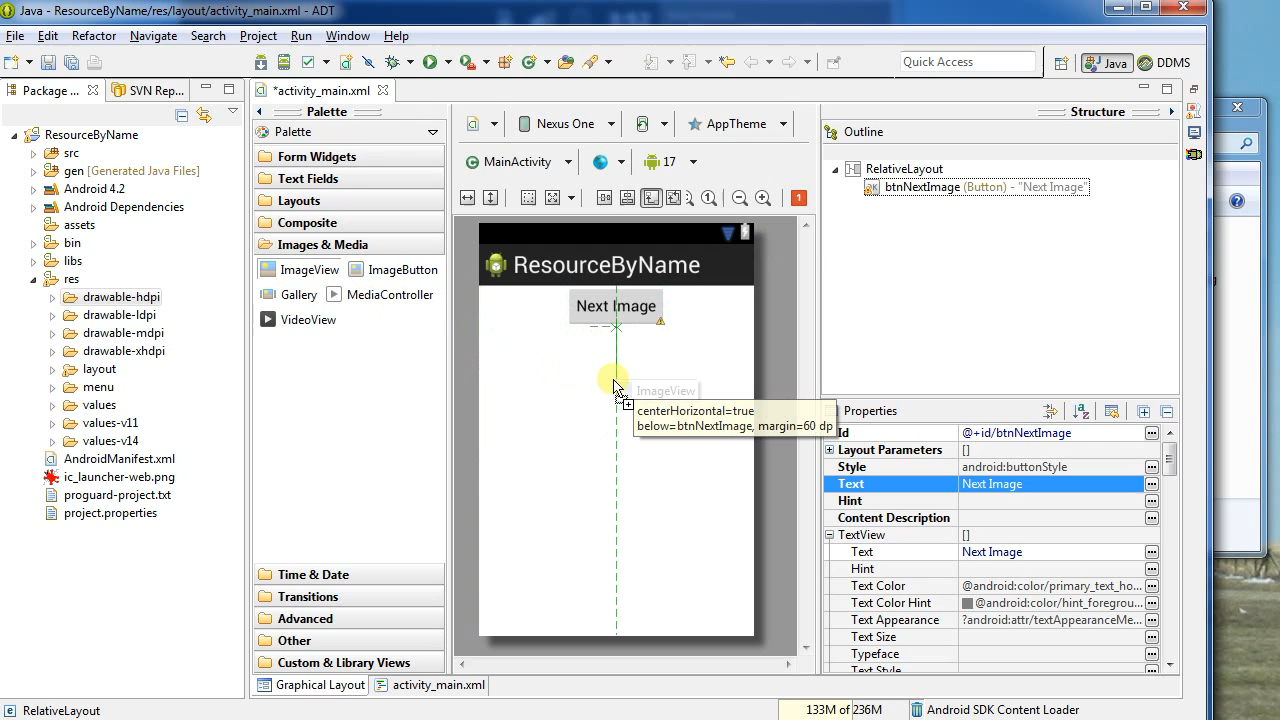 Java - ResourceByName/res/layout/activity_main.xml - ADT
File Edit Refactor Navigate Search Project Run Window Help
Quick Access
Java
DDMS
Package ...
SVN Rep...
*activity_main.xml
ResourceByName
src
gen [Generated Java Files]
Android 4.2
Android Dependencies
assets
bin
libs
res
drawable-hdpi
drawable-ldpi
drawable-mdpi
drawable-xhdpi
layout
menu
values
values-v11
values-v14
AndroidManifest.xml
ic_launcher-web.png
proguard-project.txt
project.properties
Palette
Palette
Form Widgets
Text Fields
Layouts
Composite
Images & Media
ImageView ImageButton
Gallery MediaController
VideoView
Time & Date
Transitions
Advanced
Other
Custom & Library Views
Graphical Layout
activity_main.xml
Nexus One
AppTheme
MainActivity
17
1
ResourceByName
Next Image
ImageView
centerHorizontal=true
below=btnNextImage, margin=60 dp
Structure
Outline
RelativeLayout
btnNextImage (Button) - "Next Image"
Properties
Id @+id/btnNextImage
Layout Parameters []
Style android:buttonStyle
Text Next Image
Hint
Content Description
TextView []
Text Next Image
Hint
Text Color @android:color/primary_text_ho...
Text Color Hint @android:color/hint_foregrou...
Text Appearance ?android:attr/textAppearanceMe...
Text Size
Typeface
Text Style
RelativeLayout
133M of 236M
Android SDK Content Loader